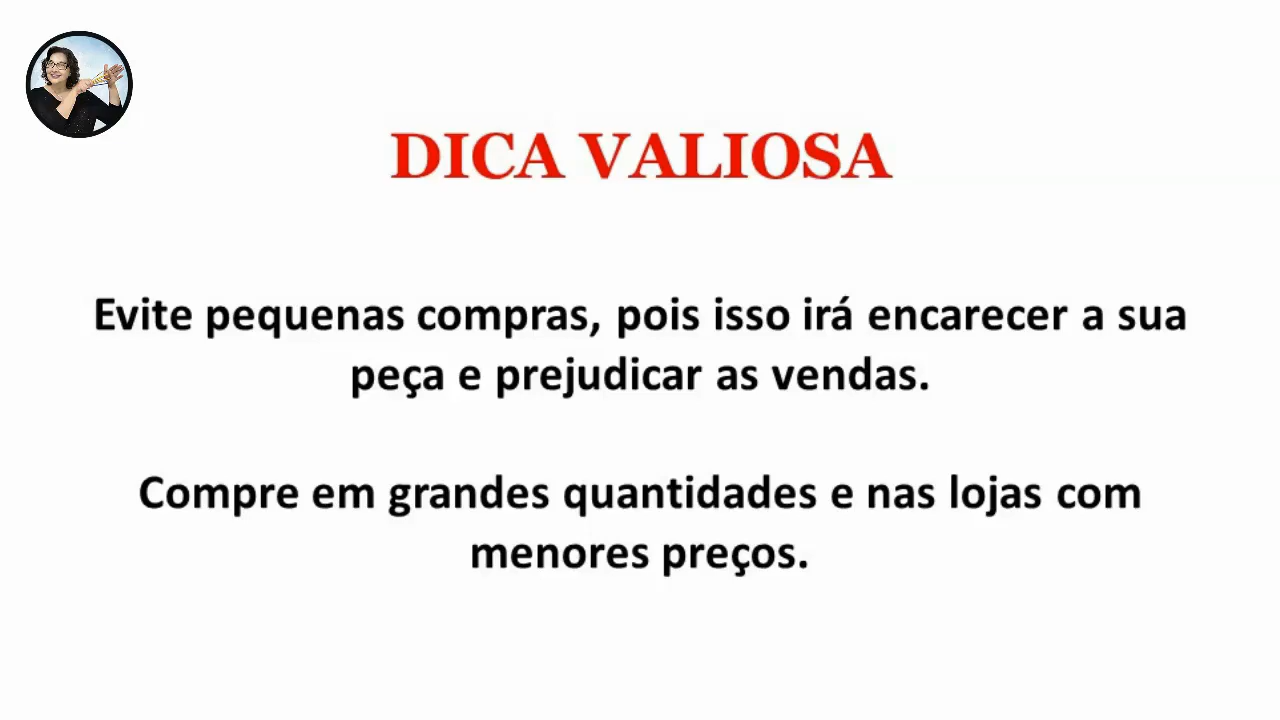 DICA VALIOSA
Evite pequenas compras, pois isso irá encarecer a sua
peça e prejudicar as vendas.
Compre em grandes quantidades e nas lojas com
menores preços.